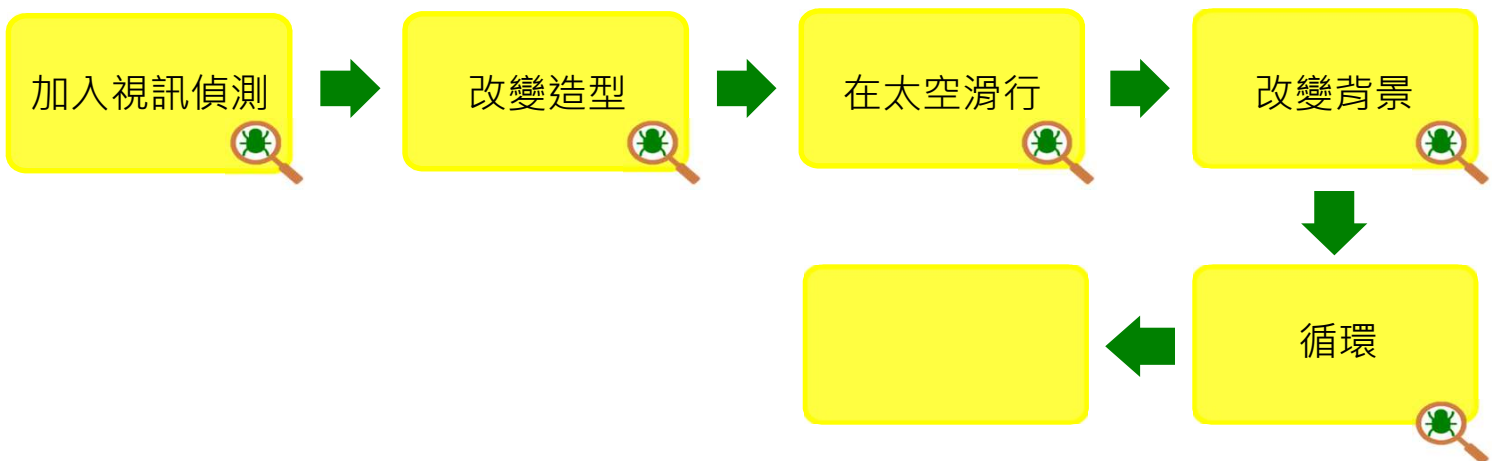 加入視訊偵測
改變造型
在太空滑行
改變背景
循環